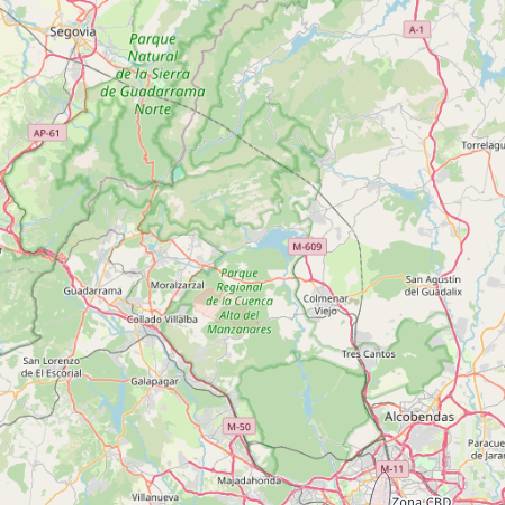 Segovia
A-1
Parque
Natural
de la Sierra
de Guadarrama
Norte
AP-61
Torrelagu
M-609
Guadarrama
Moralzarzal
Parque
Regional
de la Cuenca
Alta del
Manzanares
San Agustín
del Guadalix
Colmenar
Viejo
Collado Villalba
San Lorenzo
de El Escorial
Tres Cantos
Galapagar
Alcobendas
M-50
Paracue
de Jarar
M-11
Majadahonda
Villanueva
Zona CBD